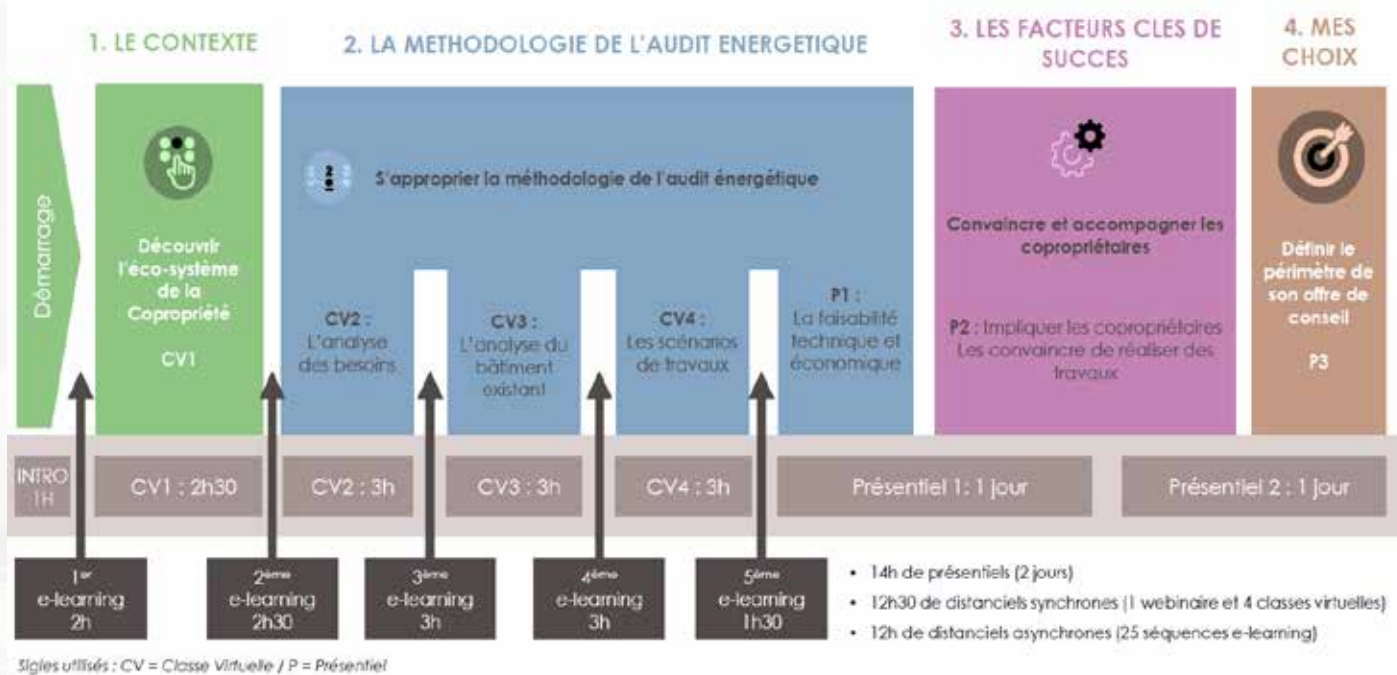 1. LE CONTEXTE
2. LA METHODOLOGIE DE L'AUDIT ENERGETIQUE
3. LES FACTEURS CLES DE
SUCCES
4. MES
CHOIX
Démarrage
Découvrir
l'éco-système
de la
Copropriété
CV1
S'approprier la méthodologie de l'audit énergétique
CV2 :
L'analyse
des besoins
CV3 :
L'analyse du
bâtiment
existant
CV4 :
Les scénarios
de travaux
P1 :
La faisabilité
technique et
économique
Convaincre et accompagner les
copropriétaires
P2 : Impliquer les copropriétaires
Les convaincre de réaliser des
travaux
Définir le
périmètre de
son offre de
conseil
P3
INTRO
1H
CV1 : 2h30
CV2 : 3h
CV3 : 3h
CV4 : 3h
Présentiel 1: 1 jour
Présentiel 2 : 1 jour
1er
e-learning
2h
2ème
e-learning
2h30
3ème
e-learning
3h
4ème
e-learning
3h
5ème
e-learning
1h30
• 14h de présentiels (2 jours)
• 12h30 de distanciels synchrones (1 webinaire et 4 classes virtuelles)
• 12h de distanciels asynchrones (25 séquences e-learning)
Sigles utilisés : CV = Classe Virtuelle / P = Présentiel